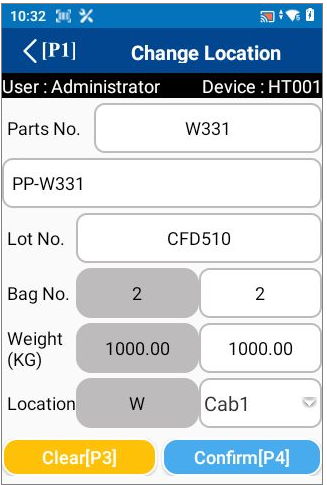 10:32
[P1] Change Location
User : Administrator Device : HT001
Parts No. W331
PP-W331
Lot No. CFD510
Bag No. 2 2
Weight
(KG) 1000.00 1000.00
Location W Cab1
Clear[P3] Confirm[P4]